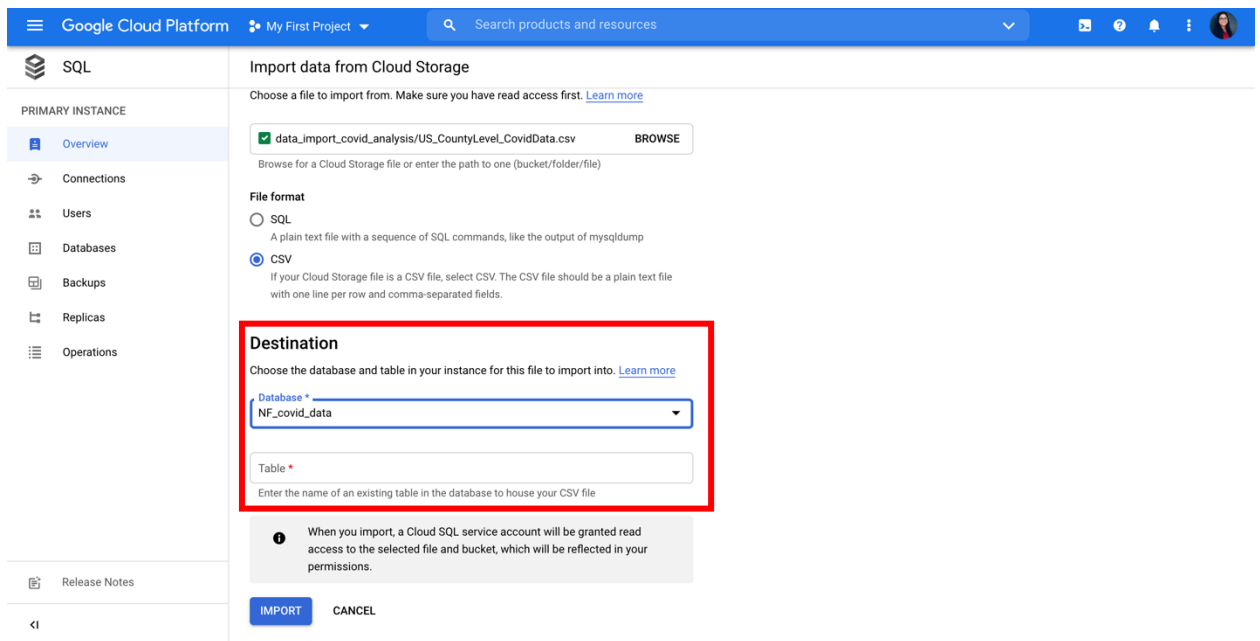 Google Cloud Platform
My First Project
Search products and resources
SQL
PRIMARY INSTANCE
Overview
Connections
Users
Databases
Backups
Replicas
Operations
Release Notes
Import data from Cloud Storage
Choose a file to import from. Make sure you have read access first. Learn more
data_import_covid_analysis/US_CountyLevel_CovidData.csv BROWSE
Browse for a Cloud Storage file or enter the path to one (bucket/folder/file)
File format
SQL
A plain text file with a sequence of SQL commands, like the output of mysqldump
CSV
If your Cloud Storage file is a CSV file, select CSV. The CSV file should be a plain text file
with one line per row and comma-separated fields.
Destination
Choose the database and table in your instance for this file to import into. Learn more
Database *
NF_covid_data
Table *
Enter the name of an existing table in the database to house your CSV file
When you import, a Cloud SQL service account will be granted read
access to the selected file and bucket, which will be reflected in your
permissions.
IMPORT CANCEL